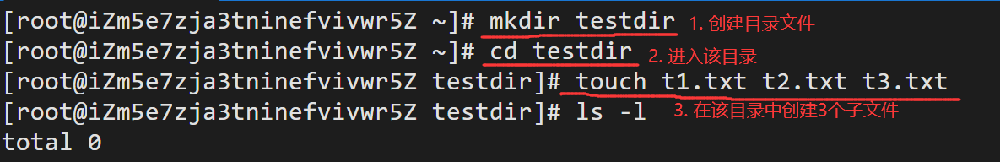 [root@iZm5e7zja3tninefvivwr5Z ~]# mkdir testdir 1. 创建目录文件
[root@iZm5e7zja3tninefvivwr5Z ~]# cd testdir 2. 进入该目录
[root@iZm5e7zja3tninefvivwr5Z testdir]# touch t1.txt t2.txt t3.txt
[root@iZm5e7zja3tninefvivwr5Z testdir]# ls -l 3. 在该目录中创建3个子文件
total 0